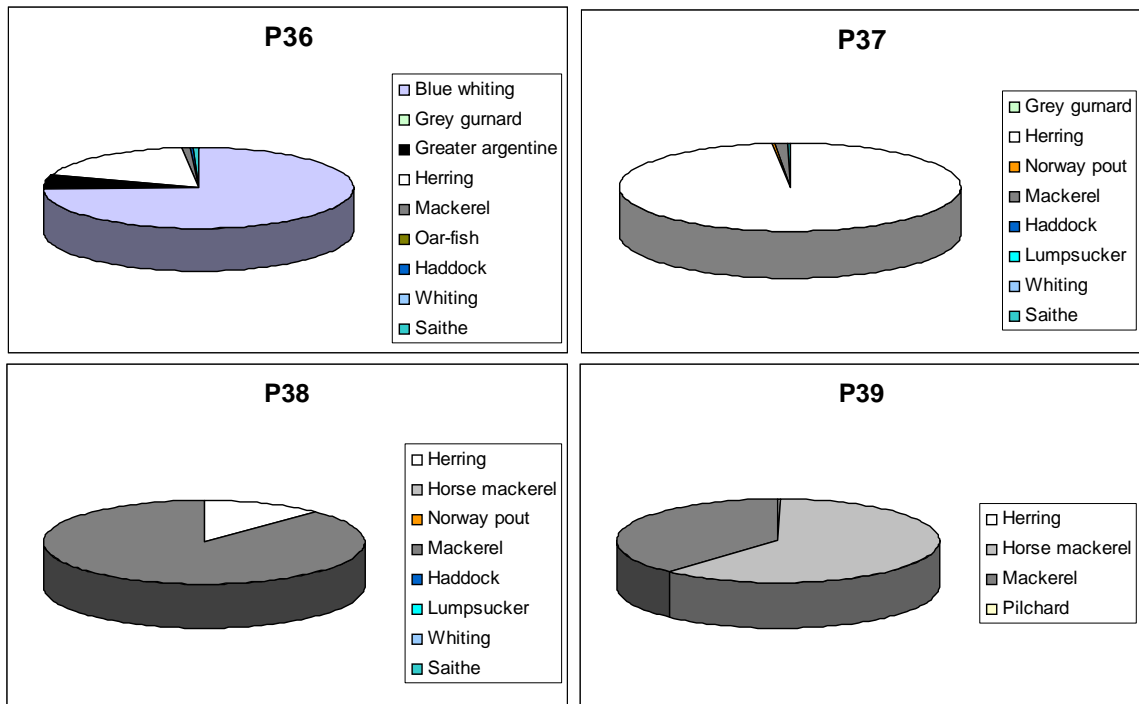 P36
Blue whiting
Grey gurnard
Greater argentine
Herring
Mackerel
Oar-fish
Haddock
Whiting
Saithe
P37
Grey gurnard
Herring
Norway pout
Mackerel
Haddock
Lumpsucker
Whiting
Saithe
P38
Herring
Horse mackerel
Norway pout
Mackerel
Haddock
Lumpsucker
Whiting
Saithe
P39
Herring
Horse mackerel
Mackerel
Pilchard